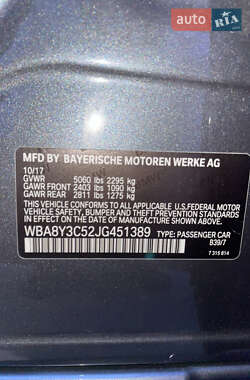 AUTO.RIA.com
MFD BY BAYERISCHE MOTOREN WERKE AG
10/17
GVWR 5060 lbs 2295 kg
GAWR FRONT 2403 lbs 1090 kg
GAWR REAR 2811 lbs 1275 kg
THIS VEHICLE CONFORMS TO ALL APPLICABLE U.S. FEDERAL MOTOR
VEHICLE SAFETY, BUMPER, AND THEFT PREVENTION STANDARDS IN
EFFECT ON THE DATE OF MANUFACTURE SHOWN ABOVE.
WBA8Y3C52JG451389 TYPE: PASSENGER CAR
B39/7
7 315 814